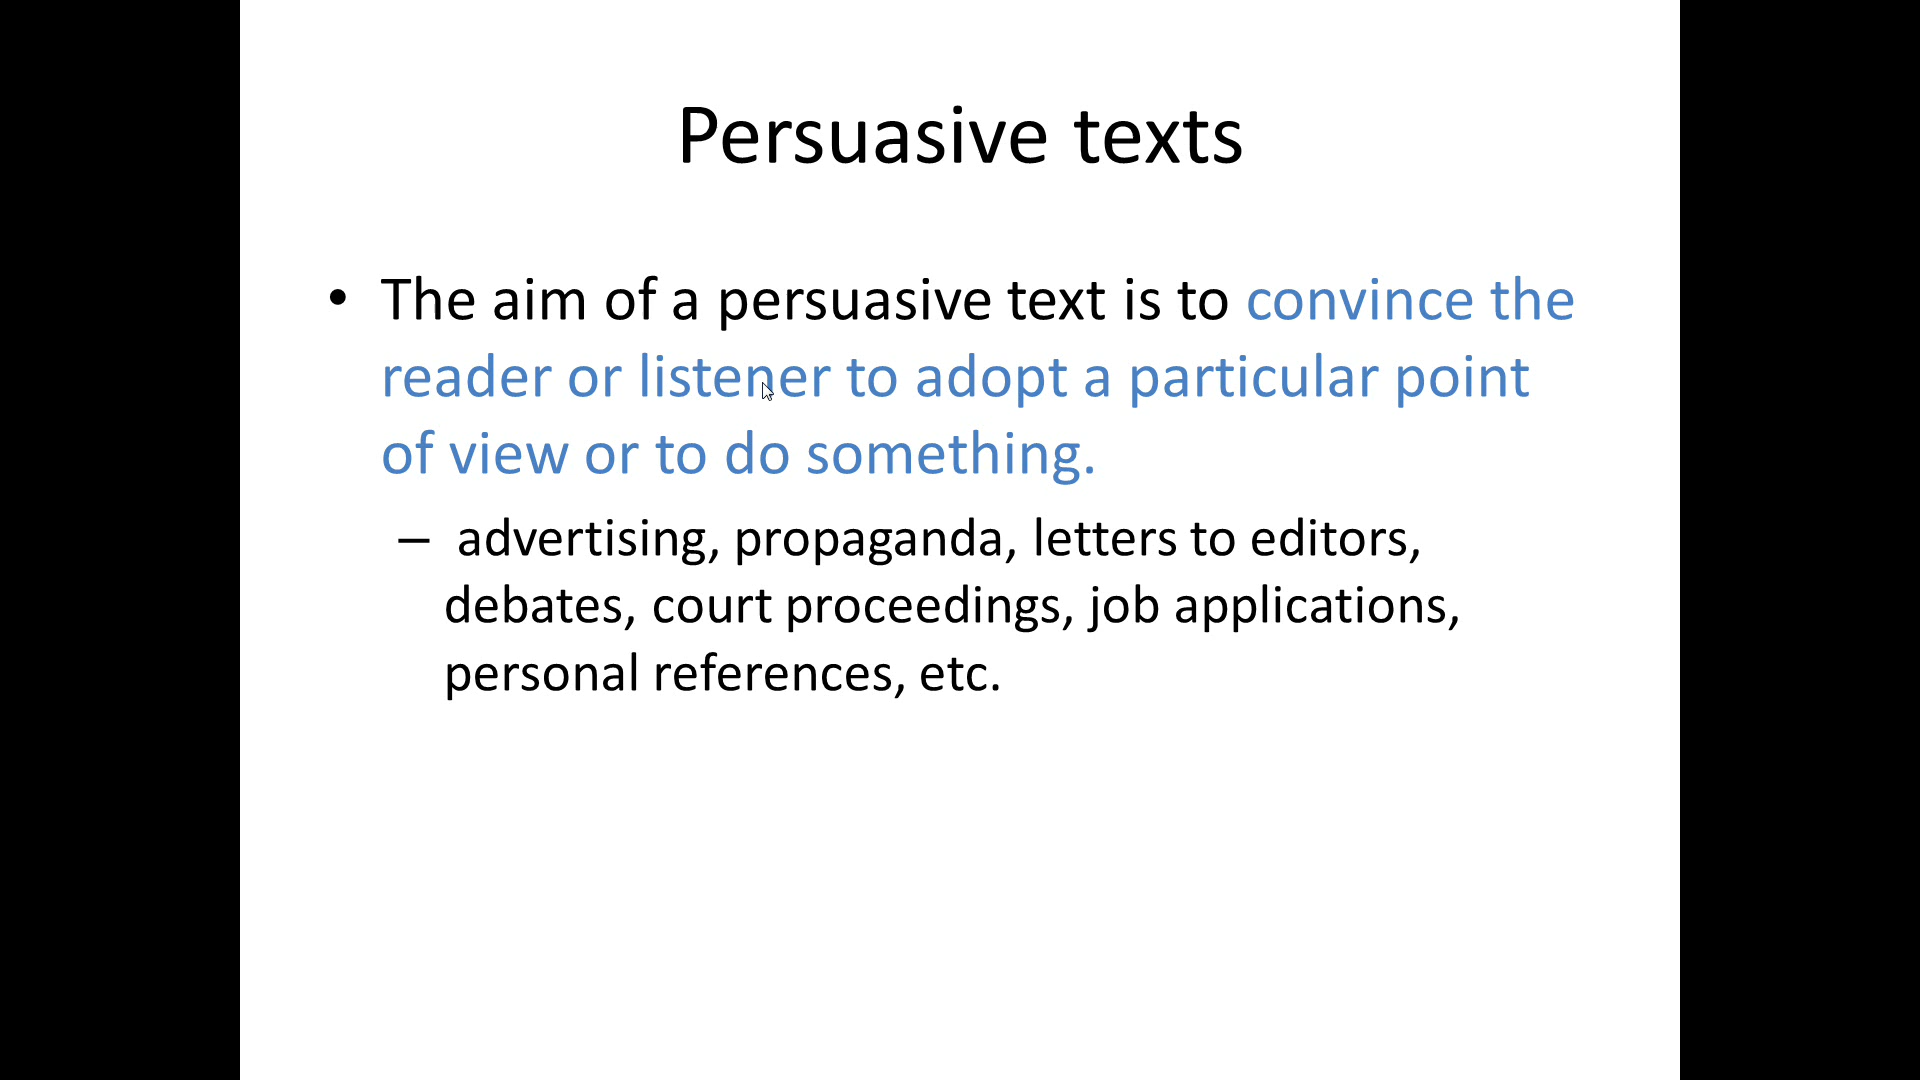 Persuasive texts
• The aim of a persuasive text is to convince the
reader or listener to adopt a particular point
of view or to do something.
– advertising, propaganda, letters to editors,
debates, court proceedings, job applications,
personal references, etc.